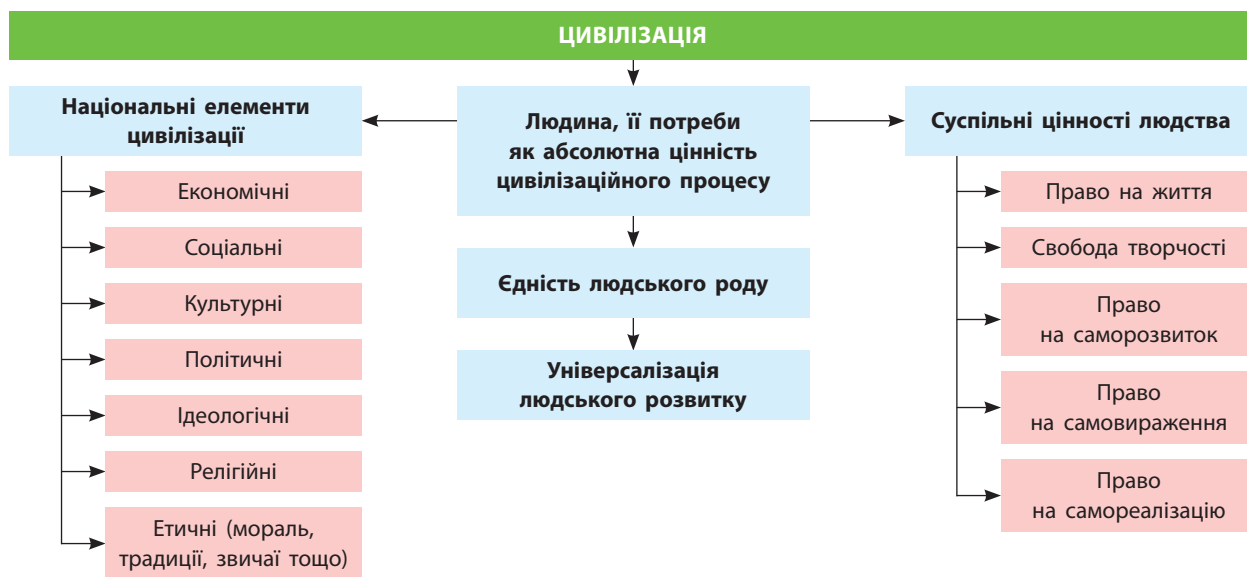 ЦИВІЛІЗАЦІЯ
Національні елементи
цивілізації
Економічні
Соціальні
Культурні
Політичні
Ідеологічні
Релігійні
Етичні (мораль,
традиції, звичаї тощо)
Людина, її потреби
як абсолютна цінність
цивілізаційного процесу
Єдність людського роду
Універсалізація
людського розвитку
Суспільні цінності людства
Право на життя
Свобода творчості
Право
на саморозвиток
Право
на самовираження
Право
на самореалізацію